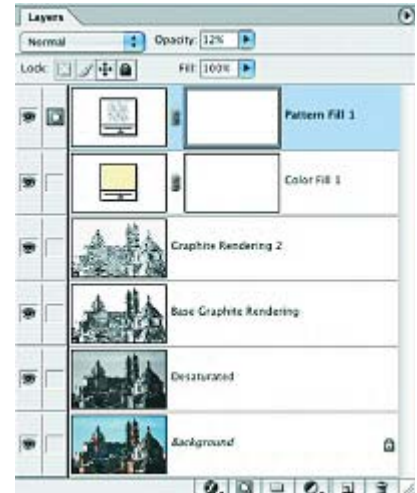 Layers
Normal Opacity: 12%
Lock: Fill: 100%
Pattern Fill 1
Color Fill 1
Graphite Rendering 2
Base Graphite Rendering
Desaturated
Background